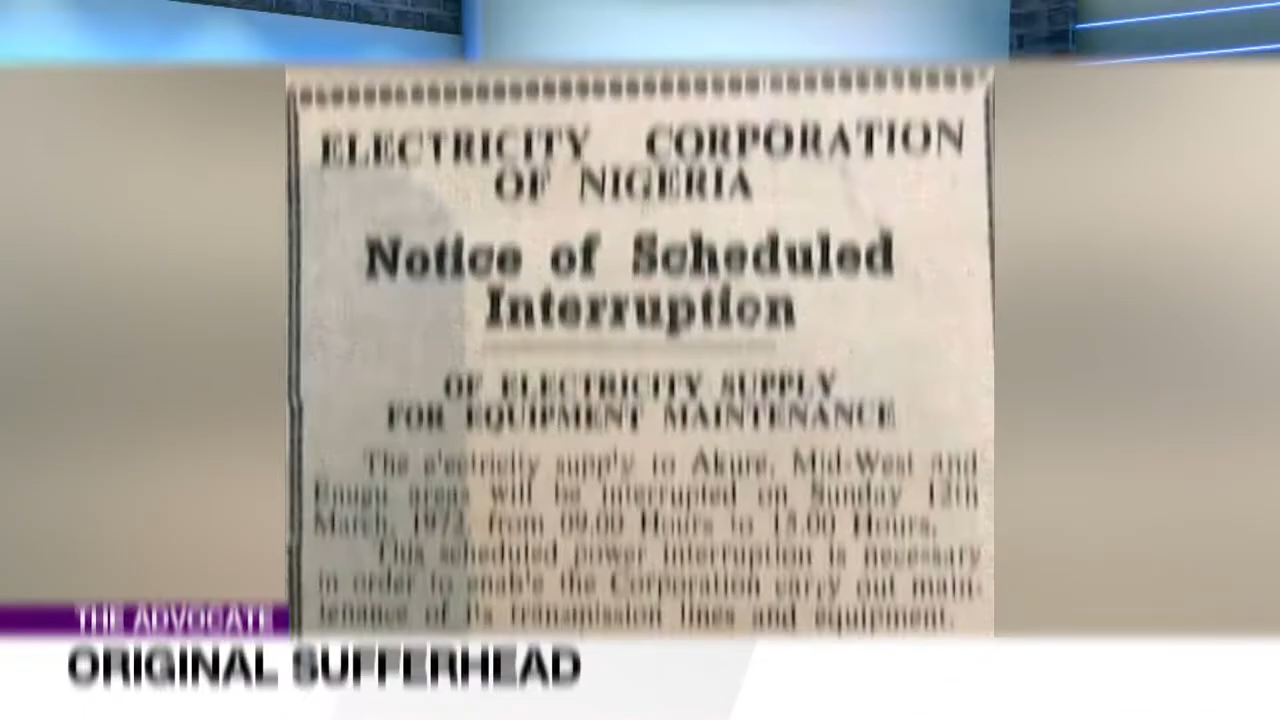 ELECTRICITY CORPORATION
OF NIGERIA
Notice of Scheduled
Interruption
OF ELECTRICITY SUPPLY
FOR EQUIPMENT MAINTENANCE
The electricity supply to Akure, Mid-West and
Enugu areas will be interrupted on Sunday 12th
March, 1972, from 09.00 Hours to 15.00 Hours.
This scheduled power interruption is necessary
in order to enable the Corporation carry out main-
tenance of its transmission lines and equipment.
THE ADVOCATE
ORIGINAL SUFFERHEAD